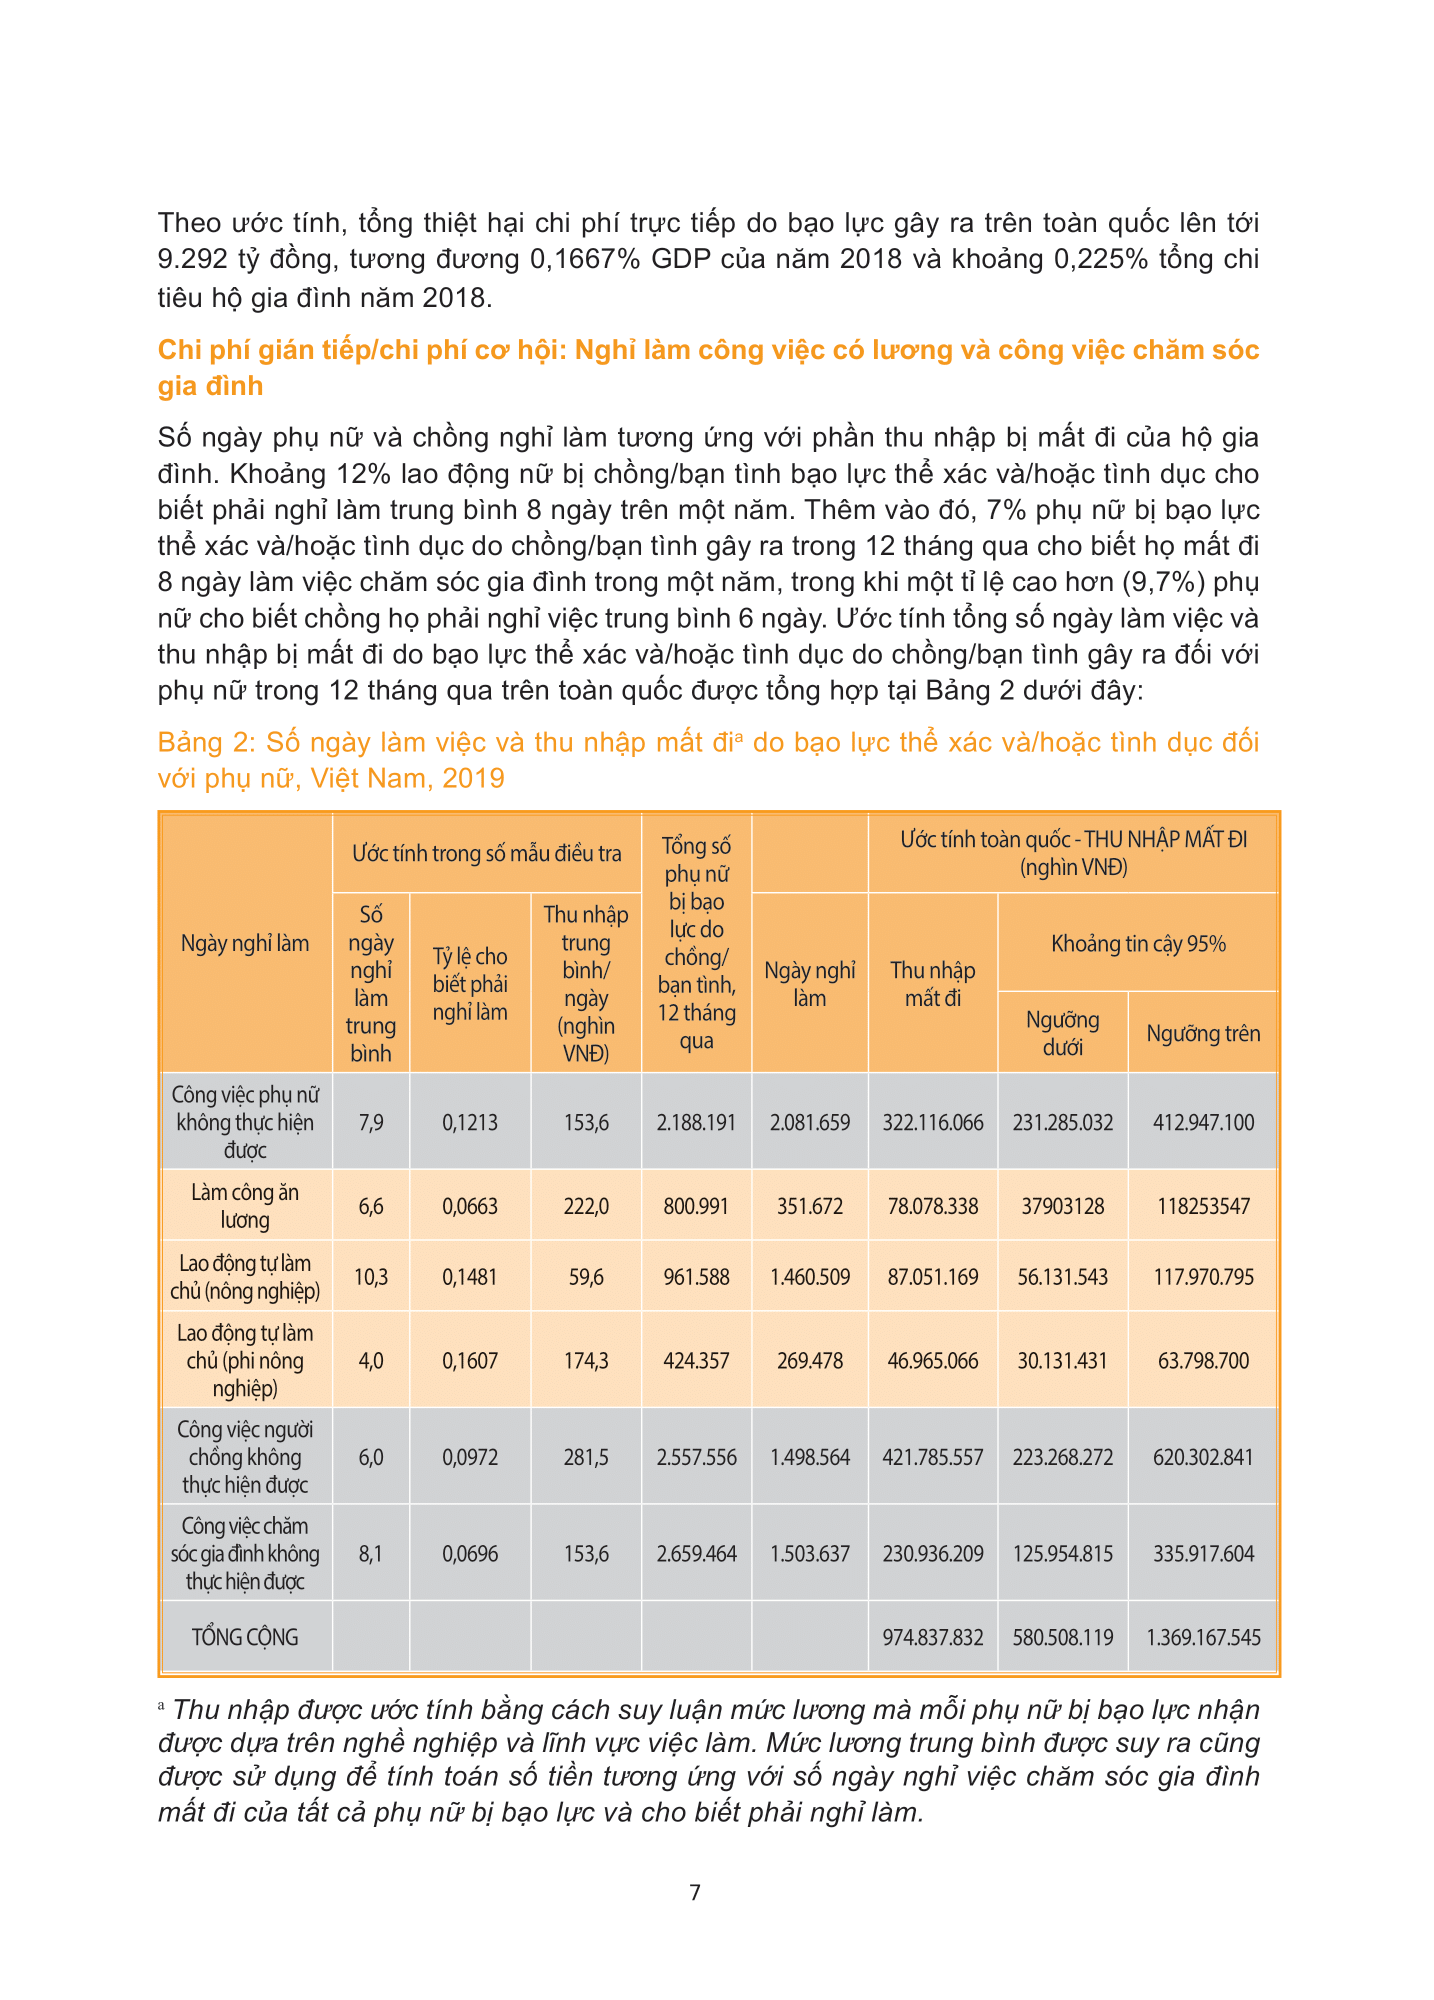 Theo ước tính, tổng thiệt hại chi phí trực tiếp do bạo lực gây ra trên toàn quốc lên tới
9.292 tỷ đồng, tương đương 0,1667% GDP của năm 2018 và khoảng 0,225% tổng chi
tiêu hộ gia đình năm 2018.
Chi phí gián tiếp/chi phí cơ hội: Nghỉ làm công việc có lương và công việc chăm sóc
gia đình
Số ngày phụ nữ và chồng nghỉ làm tương ứng với phần thu nhập bị mất đi của hộ gia
đình. Khoảng 12% lao động nữ bị chồng/bạn tình bạo lực thể xác và/hoặc tình dục cho
biết phải nghỉ làm trung bình 8 ngày trên một năm. Thêm vào đó, 7% phụ nữ bị bạo lực
thể xác và/hoặc tình dục do chồng/bạn tình gây ra trong 12 tháng qua cho biết họ mất đi
8 ngày làm việc chăm sóc gia đình trong một năm, trong khi một tỉ lệ cao hơn (9,7%) phụ
nữ cho biết chồng họ phải nghỉ việc trung bình 6 ngày. Ước tính tổng số ngày làm việc và
thu nhập bị mất đi do bạo lực thể xác và/hoặc tình dục do chồng/bạn tình gây ra đối với
phụ nữ trong 12 tháng qua trên toàn quốc được tổng hợp tại Bảng 2 dưới đây:
Bảng 2: Số ngày làm việc và thu nhập mất điᵃ do bạo lực thể xác và/hoặc tình dục đối
với phụ nữ, Việt Nam, 2019
Ngày nghỉ làm
Ước tính trong số mẫu điều tra
Số
ngày
nghỉ
làm
trung
bình
Tỷ lệ cho
biết phải
nghỉ làm
Thu nhập
trung
bình/
ngày
(nghìn
VNĐ)
Tổng số
phụ nữ
bị bạo
lực do
chồng/
bạn tình,
12 tháng
qua
Ngày nghỉ
làm
Ước tính toàn quốc - THU NHẬP MẤT ĐI
(nghìn VNĐ)
Thu nhập
mất đi
Khoảng tin cậy 95%
Ngưỡng
dưới
Ngưỡng trên
Công việc phụ nữ
không thực hiện
được
7,9 0,1213 153,6 2.188.191 2.081.659 322.116.066 231.285.032 412.947.100
Làm công ăn
lương
6,6 0,0663 222,0 800.991 351.672 78.078.338 37903128 118253547
Lao động tự làm
chủ (nông nghiệp)
10,3 0,1481 59,6 961.588 1.460.509 87.051.169 56.131.543 117.970.795
Lao động tự làm
chủ (phi nông
nghiệp)
4,0 0,1607 174,3 424.357 269.478 46.965.066 30.131.431 63.798.700
Công việc người
chồng không
thực hiện được
6,0 0,0972 281,5 2.557.556 1.498.564 421.785.557 223.268.272 620.302.841
Công việc chăm
sóc gia đình không
thực hiện được
8,1 0,0696 153,6 2.659.464 1.503.637 230.936.209 125.954.815 335.917.604
TỔNG CỘNG 974.837.832 580.508.119 1.369.167.545
ᵃ Thu nhập được ước tính bằng cách suy luận mức lương mà mỗi phụ nữ bị bạo lực nhận
được dựa trên nghề nghiệp và lĩnh vực việc làm. Mức lương trung bình được suy ra cũng
được sử dụng để tính toán số tiền tương ứng với số ngày nghỉ việc chăm sóc gia đình
mất đi của tất cả phụ nữ bị bạo lực và cho biết phải nghỉ làm.
7